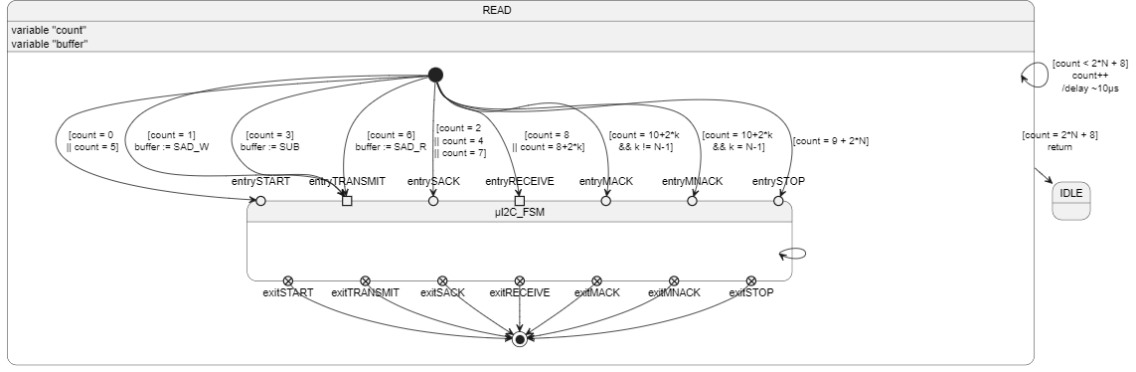 READ
variable "count"
variable "buffer"
[count < 2*N + 8]
count++
/delay ~10µs
[count = 0
|| count = 5]
[count = 1]
buffer := SAD_W
[count = 3]
buffer := SUB
[count = 6]
buffer := SAD_R
[count = 2
|| count = 4
|| count = 7]
[count = 8
|| count = 8+2*k]
[count = 10+2*k
&& k != N-1]
[count = 10+2*k
&& k = N-1]
[count = 9 + 2*N]
[count = 2*N + 8]
return
entrySTART
entryTRANSMIT
entrySACK
entryRECEIVE
entryMACK
entryMNACK
entrySTOP
IDLE
µI2C_FSM
exitSTART
exitTRANSMIT
exitSACK
exitRECEIVE
exitMACK
exitMNACK
exitSTOP